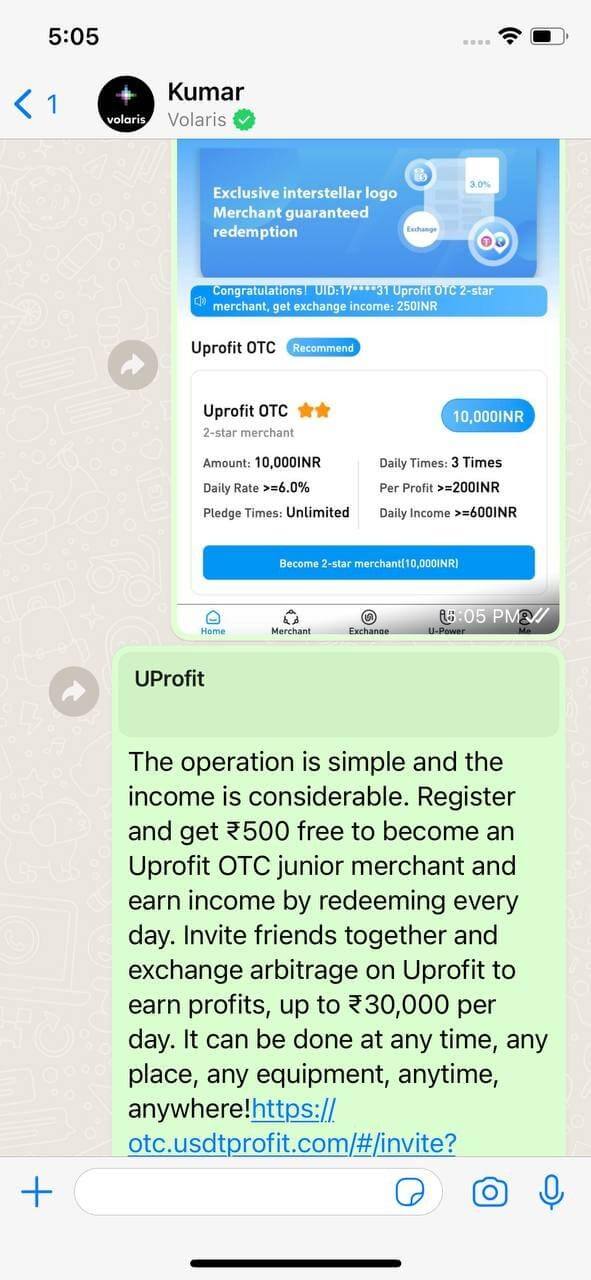 5:05
1
volaris
Kumar
Volaris
Exclusive interstellar logo
Merchant guaranteed
redemption
3.0%
Exchange
Congratulations! UID:17****31 Uprofit OTC 2-star
merchant, get exchange income: 250INR
Uprofit OTC Recommend
Uprofit OTC
10,000INR
2-star merchant
Amount: 10,000INR
Daily Times: 3 Times
Daily Rate >=6.0%
Per Profit >=200INR
Pledge Times: Unlimited
Daily Income >=600INR
Become 2-star merchant(10,000INR)
Home
Merchant
Exchange
U-Power
Me
5:05 PM
UProfit
The operation is simple and the
income is considerable. Register
and get ₹500 free to become an
Uprofit OTC junior merchant and
earn income by redeeming every
day. Invite friends together and
exchange arbitrage on Uprofit to
earn profits, up to ₹30,000 per
day. It can be done at any time, any
place, any equipment, anytime,
anywhere!https://
otc.usdtprofit.com/#/invite?